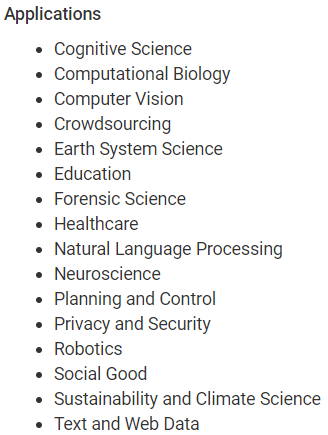 Applications
Cognitive Science
Computational Biology
Computer Vision
Crowdsourcing
Earth System Science
Education
Forensic Science
Healthcare
Natural Language Processing
Neuroscience
Planning and Control
Privacy and Security
Robotics
Social Good
Sustainability and Climate Science
Text and Web Data